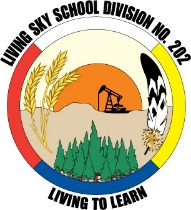 LIVING SKY SCHOOL DIVISION NO. 202
LIVING TO LEARN